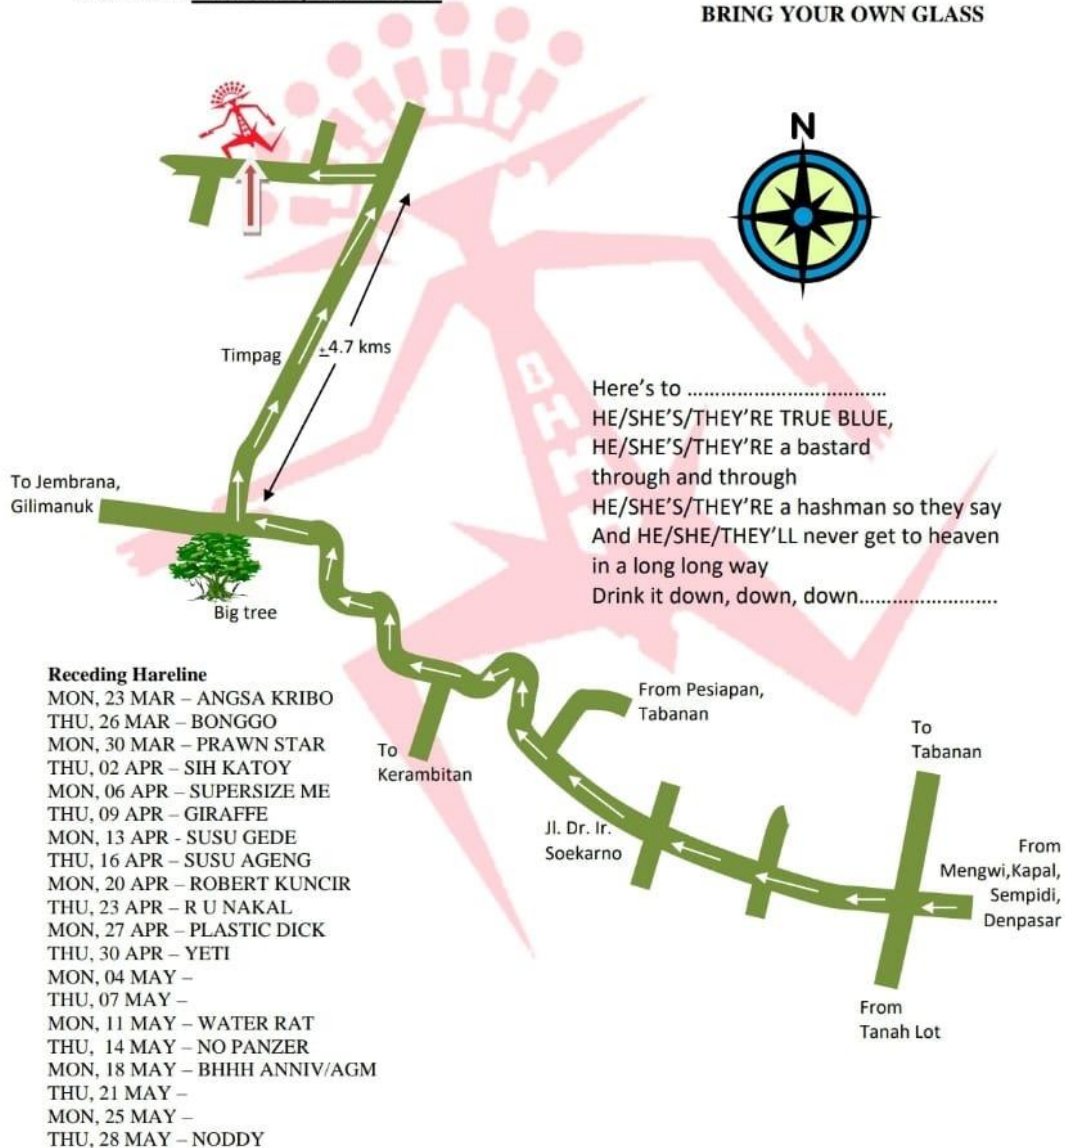 BRING YOUR OWN GLASS
N
Timpag
±4.7 kms
Here's to ....................................
HE/SHE'S/THEY'RE TRUE BLUE,
HE/SHE'S/THEY'RE a bastard
through and through
HE/SHE'S/THEY'RE a hashman so they say
And HE/SHE/THEY'LL never get to heaven
in a long long way
Drink it down, down, down.........................
To Jembrana,
Gilimanuk
Big tree
From Pesiapan,
Tabanan
To
Kerambitan
To
Tabanan
Jl. Dr. Ir.
Soekarno
From
Mengwi,Kapal,
Sempidi,
Denpasar
From
Tanah Lot
Receding Hareline
MON, 23 MAR – ANGSA KRIBO
THU, 26 MAR – BONGGO
MON, 30 MAR – PRAWN STAR
THU, 02 APR – SIH KATOY
MON, 06 APR – SUPERSIZE ME
THU, 09 APR – GIRAFFE
MON, 13 APR - SUSU GEDE
THU, 16 APR – SUSU AGENG
MON, 20 APR – ROBERT KUNCIR
THU, 23 APR – R U NAKAL
MON, 27 APR – PLASTIC DICK
THU, 30 APR – YETI
MON, 04 MAY –
THU, 07 MAY –
MON, 11 MAY – WATER RAT
THU, 14 MAY – NO PANZER
MON, 18 MAY – BHHH ANNIV/AGM
THU, 21 MAY –
MON, 25 MAY –
THU, 28 MAY – NODDY